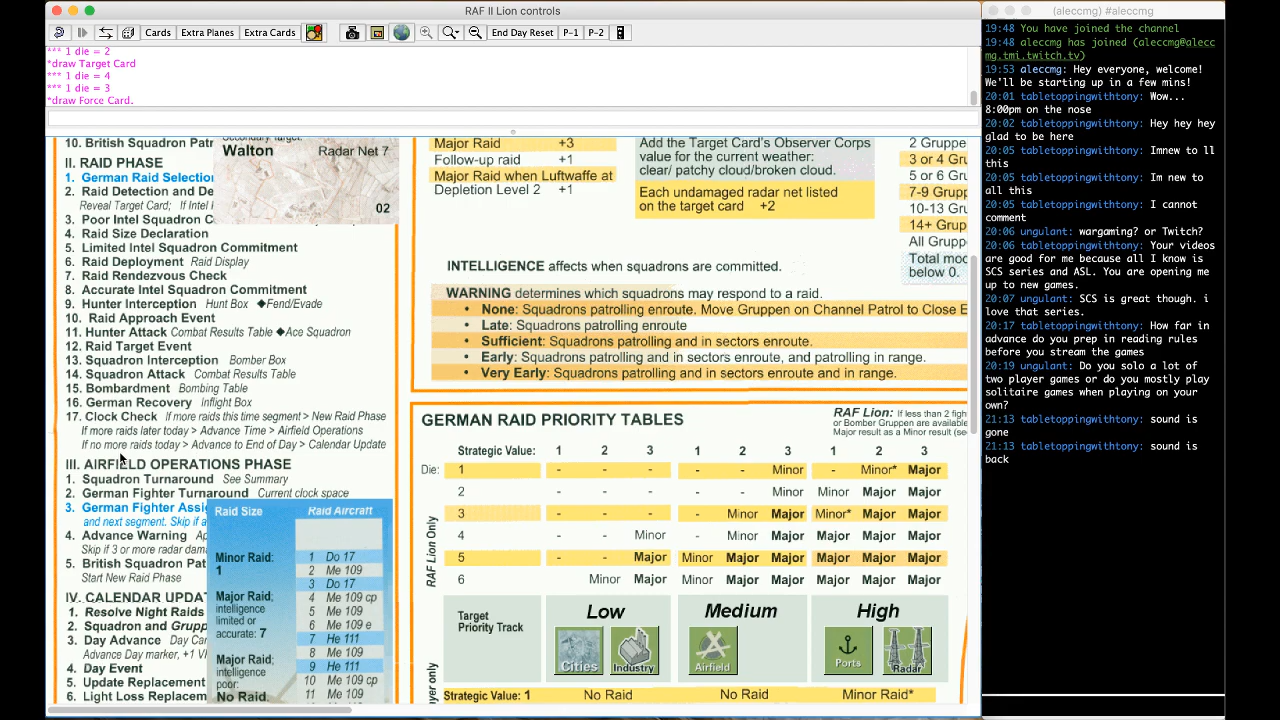 RAF II Lion controls
(aleccmg) #aleccmg
Cards
Extra Planes
Extra Cards
End Day Reset
P-1
P-2
*** 1 die = 2
*draw Target Card
*** 1 die = 4
*** 1 die = 3
*draw Force Card.
10. British Squadron Patr
II. RAID PHASE
1. German Raid Selection
2. Raid Detection and De
Reveal Target Card; If Intel
3. Poor Intel Squadron C
4. Raid Size Declaration
5. Limited Intel Squadron Commitment
6. Raid Deployment Raid Display
7. Raid Rendezvous Check
8. Accurate Intel Squadron Commitment
9. Hunter Interception Hunt Box ◆Fend/Evade
10. Raid Approach Event
11. Hunter Attack Combat Results Table ◆Ace Squadron
12. Raid Target Event
13. Squadron Interception Bomber Box
14. Squadron Attack Combat Results Table
15. Bombardment Bombing Table
16. German Recovery Inflight Box
17. Clock Check If more raids this time segment > New Raid Phase
If more raids later today > Advance Time > Airfield Operations
If no more raids today > Advance to End of Day > Calendar Update
III. AIRFIELD OPERATIONS PHASE
1. Squadron Turnaround See Summary
2. German Fighter Turnaround Current clock space
3. German Fighter Assig
and next segment. Skip if a
4. Advance Warning
Skip if 3 or more radar dam
5. British Squadron Pat
Start New Raid Phase
IV. CALENDAR UPDAT
1. Resolve Night Raids
2. Squadron and Grupp
3. Day Advance Day Car
Advance Day marker, +1 V
4. Day Event
5. Update Replacement
6. Light Loss Replacem
Secondary Target:
Walton
Radar Net 7
02
Raid Size
Raid Aircraft
Minor Raid:
1
Major Raid;
intelligence
limited or
accurate: 7
Major Raid;
intelligence
poor:
No Raid.
1 Do 17
2 Me 109
3 Do 17
4 Me 109 cp
5 Me 109
6 Me 109 e
7 He 111
8 Me 109
9 He 111
10 Me 109 cp
11 Me 109
Major Raid +3
Follow-up raid +1
Major Raid when Luftwaffe at
Depletion Level 2 +1
Add the Target Card's Observer Corps
value for the current weather:
clear/ patchy cloud/broken cloud.
Each undamaged radar net listed
on the target card +2
2 Gruppe
3 or 4 Gru
5 or 6 Gru
7-9 Grupp
10-13 Gru
14+ Grup
All Gruppe
Total mod
below 0.
INTELLIGENCE affects when squadrons are committed.
WARNING determines which squadrons may respond to a raid.
• None: Squadrons patrolling enroute. Move Gruppen on Channel Patrol to Close E
• Late: Squadrons patrolling enroute
• Sufficient: Squadrons patrolling and in sectors enroute.
• Early: Squadrons patrolling and in sectors enroute, and patrolling in range.
• Very Early: Squadrons patrolling and in sectors enroute and in range.
GERMAN RAID PRIORITY TABLES
RAF Lion: If less than 2 figh
or Bomber Gruppen are available
Major result as a Minor result (se
Strategic Value: 1 2 3 1 2 3 1 2 3
Die: 1 - - - - - Minor - Minor* Major
2 - - - - - Minor Minor Major Major
3 - - - - Minor Major Minor* Major Major
4 - - Minor - Minor Major Major Major Major
5 - - Major Minor Major Major Major Major Major
6 Minor Major Minor Major Major Major Major Major
RAF Lion Only
Target
Priority Track
Low
Medium
High
Cities
Industry
Airfield
Ports
Radar
yer only
Strategic Value: 1 No Raid No Raid Minor Raid*
19:48 You have joined the channel
19:48 aleccmg has joined (aleccmg@alecc
mg.tmi.twitch.tv)
19:53 aleccmg: Hey everyone, welcome!
We'll be starting up in a few mins!
20:01 tabletoppingwithtony: Wow...
8:00pm on the nose
20:02 tabletoppingwithtony: Hey hey hey
glad to be here
20:05 tabletoppingwithtony: Imnew to ll
this
20:05 tabletoppingwithtony: Im new to
all this
20:05 tabletoppingwithtony: I cannot
comment
20:06 ungulant: wargaming? or Twitch?
20:06 tabletoppingwithtony: Your videos
are good for me because all I know is
SCS series and ASL. You are opening me
up to new games.
20:07 ungulant: SCS is great though. i
love that series.
20:17 tabletoppingwithtony: How far in
advance do you prep in reading rules
before you stream the games
20:19 ungulant: Do you solo a lot of
two player games or do you mostly play
solitaire games when playing on your
own?
21:13 tabletoppingwithtony: sound is
gone
21:13 tabletoppingwithtony: sound is
back